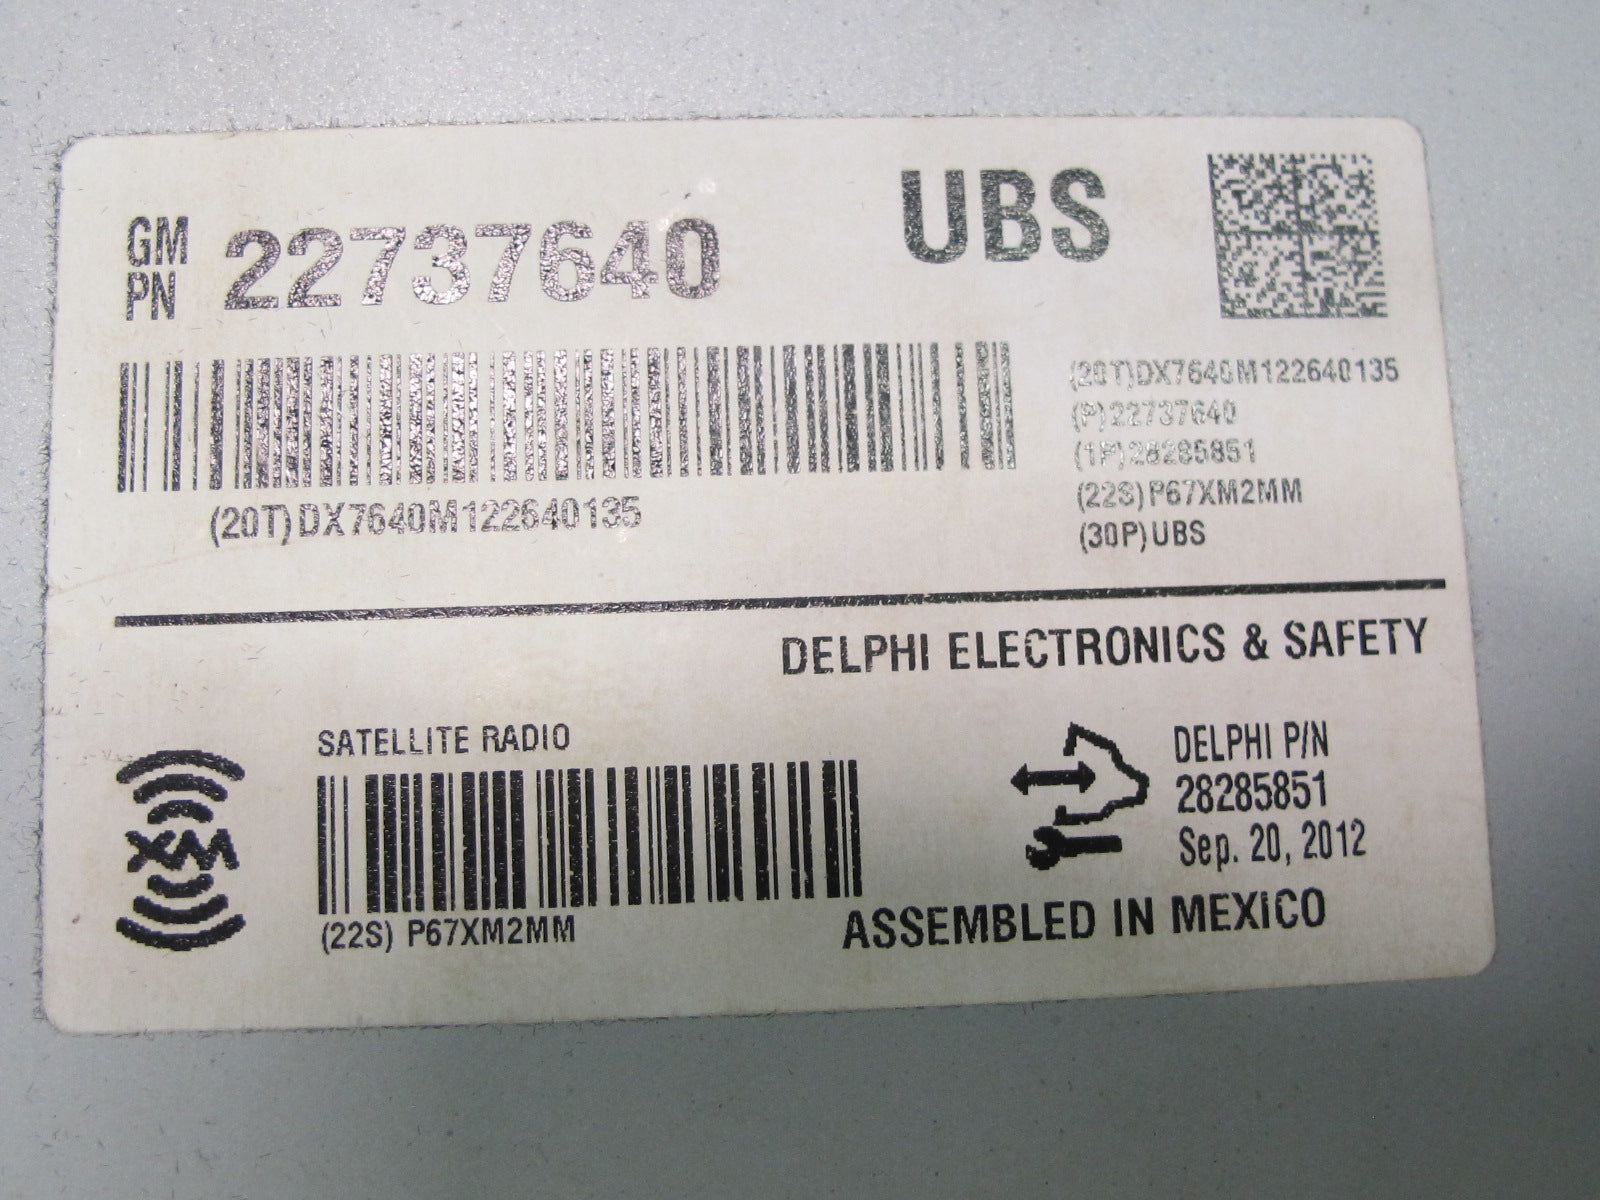 GM PN 22737640
UBS
(20T)DX7640M122640135
(20T)DX7640M122640135
(P)22737640
(1P)28285851
(22S)P67XM2MM
(30P)UBS
DELPHI ELECTRONICS & SAFETY
XM
SATELLITE RADIO
(22S) P67XM2MM
DELPHI P/N
28285851
Sep. 20, 2012
ASSEMBLED IN MEXICO